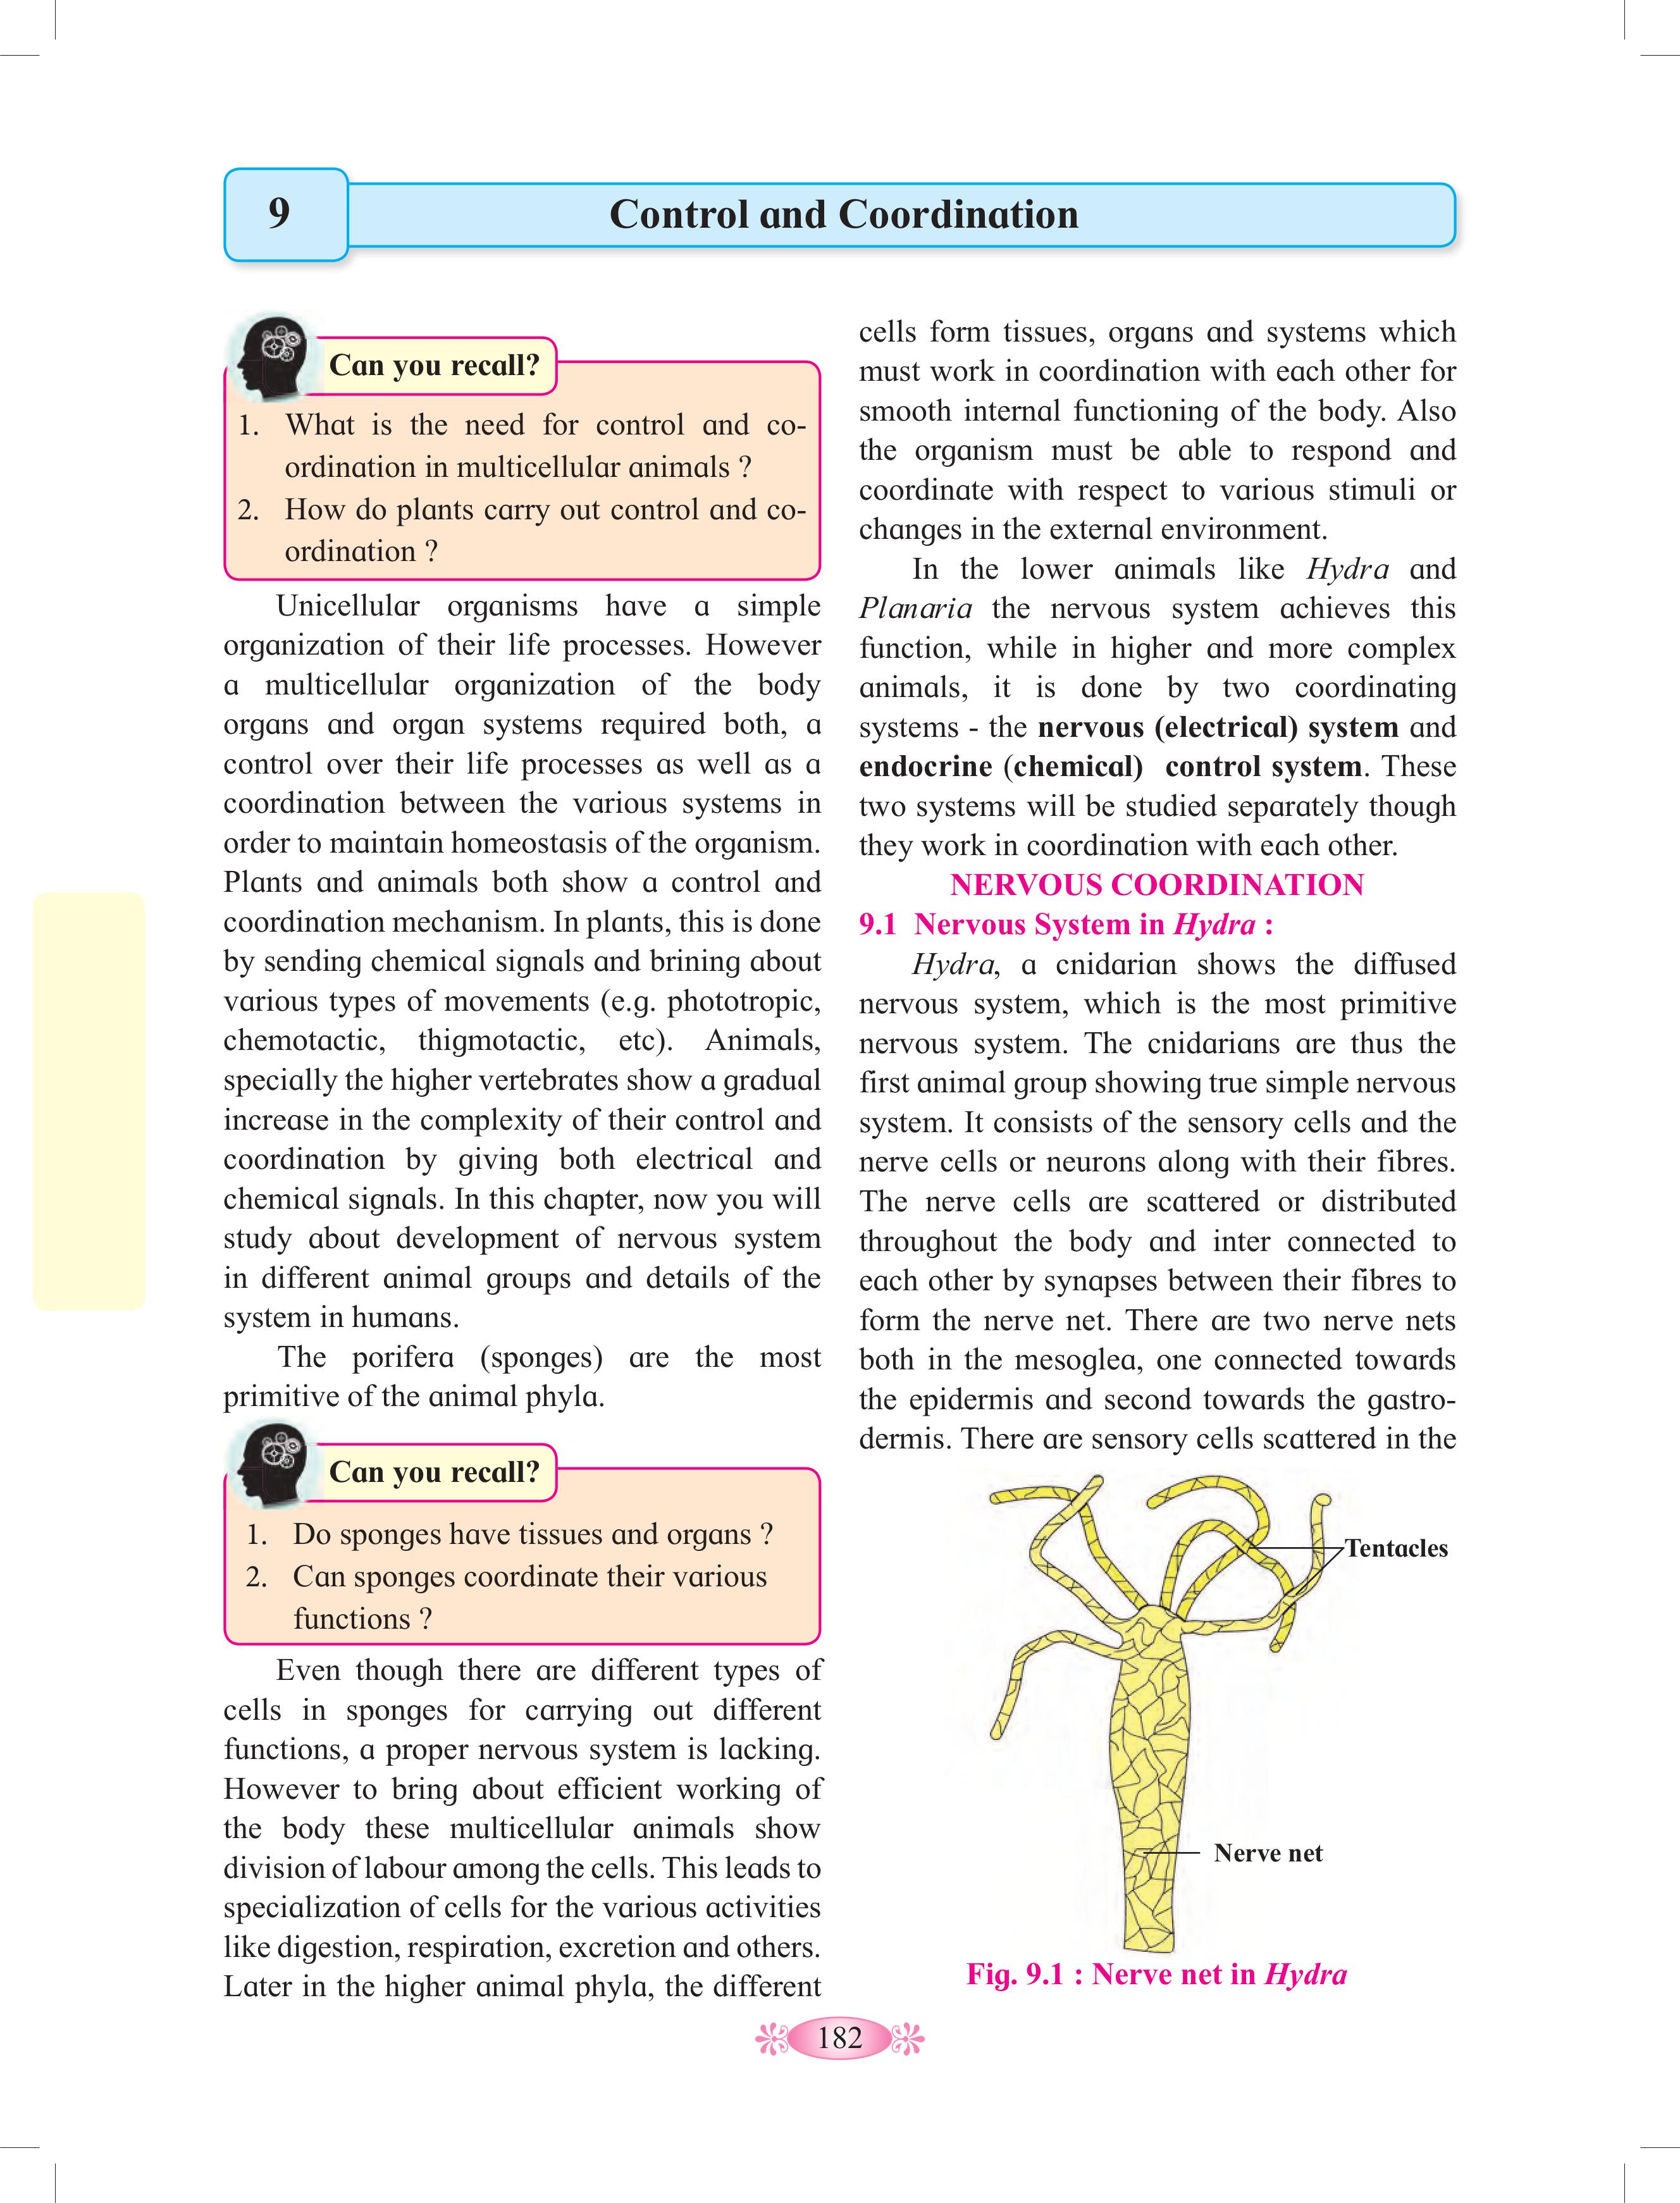 9
Control and Coordination
Can you recall?
1. What is the need for control and co-
ordination in multicellular animals ?
2. How do plants carry out control and co-
ordination ?
Unicellular organisms have a simple
organization of their life processes. However
a multicellular organization of the body
organs and organ systems required both, a
control over their life processes as well as a
coordination between the various systems in
order to maintain homeostasis of the organism.
Plants and animals both show a control and
coordination mechanism. In plants, this is done
by sending chemical signals and brining about
various types of movements (e.g. phototropic,
chemotactic, thigmotactic, etc). Animals,
specially the higher vertebrates show a gradual
increase in the complexity of their control and
coordination by giving both electrical and
chemical signals. In this chapter, now you will
study about development of nervous system
in different animal groups and details of the
system in humans.
The porifera (sponges) are the most
primitive of the animal phyla.
Can you recall?
1. Do sponges have tissues and organs ?
2. Can sponges coordinate their various
functions ?
Even though there are different types of
cells in sponges for carrying out different
functions, a proper nervous system is lacking.
However to bring about efficient working of
the body these multicellular animals show
division of labour among the cells. This leads to
specialization of cells for the various activities
like digestion, respiration, excretion and others.
Later in the higher animal phyla, the different
cells form tissues, organs and systems which
must work in coordination with each other for
smooth internal functioning of the body. Also
the organism must be able to respond and
coordinate with respect to various stimuli or
changes in the external environment.
In the lower animals like Hydra and
Planaria the nervous system achieves this
function, while in higher and more complex
animals, it is done by two coordinating
systems - the nervous (electrical) system and
endocrine (chemical) control system. These
two systems will be studied separately though
they work in coordination with each other.
NERVOUS COORDINATION
9.1 Nervous System in Hydra :
Hydra, a cnidarian shows the diffused
nervous system, which is the most primitive
nervous system. The cnidarians are thus the
first animal group showing true simple nervous
system. It consists of the sensory cells and the
nerve cells or neurons along with their fibres.
The nerve cells are scattered or distributed
throughout the body and inter connected to
each other by synapses between their fibres to
form the nerve net. There are two nerve nets
both in the mesoglea, one connected towards
the epidermis and second towards the gastro-
dermis. There are sensory cells scattered in the
Tentacles
Nerve net
Fig. 9.1 : Nerve net in Hydra
182